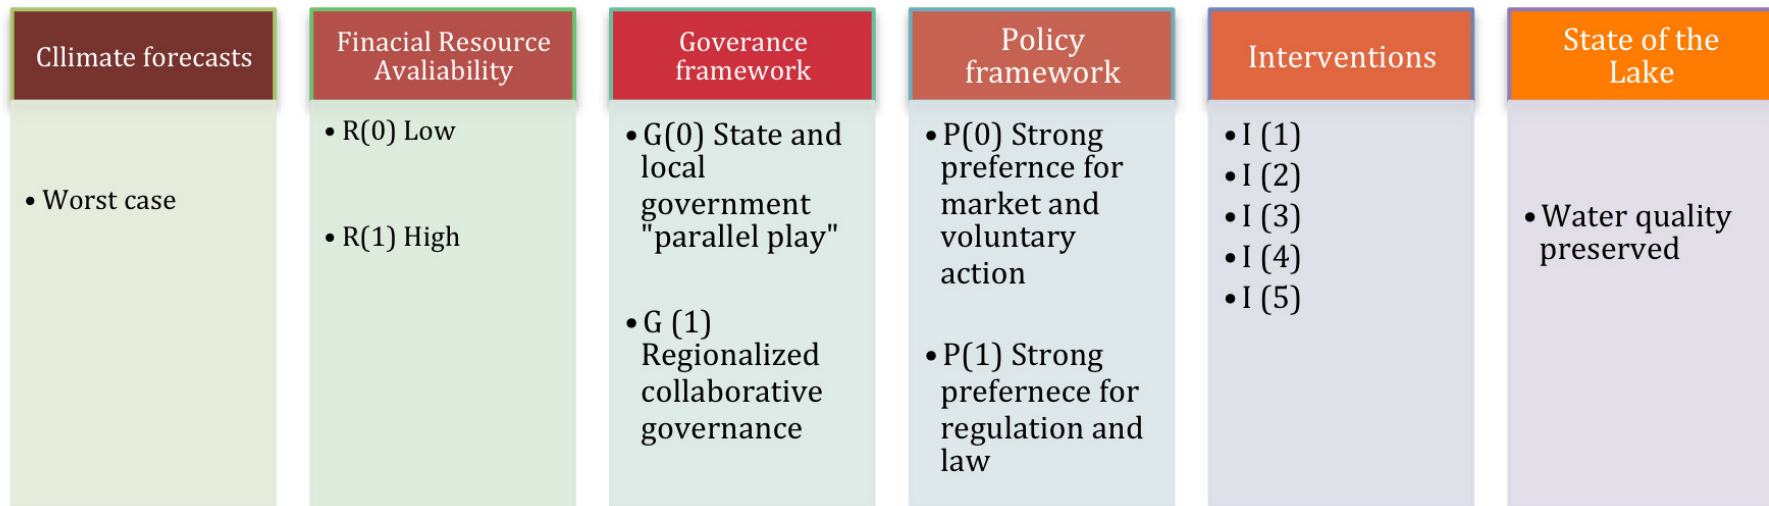 Cllimate forecasts
• Worst case
Finacial Resource
Avaliability
• R(0) Low
• R(1) High
Goverance
framework
• G(0) State and
local
government
"parallel play"
• G (1)
Regionalized
collaborative
governance
Policy
framework
• P(0) Strong
prefernce for
market and
voluntary
action
• P(1) Strong
prefernece for
regulation and
law
Interventions
• I (1)
• I (2)
• I (3)
• I (4)
• I (5)
State of the
Lake
• Water quality
preserved